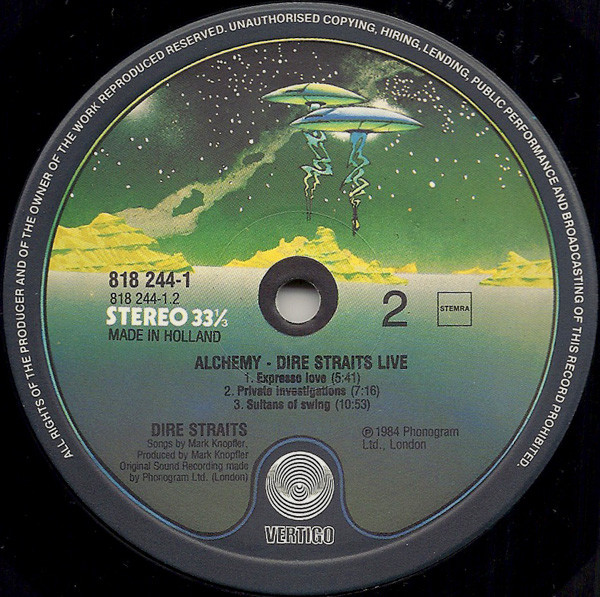 ALL RIGHTS OF THE PRODUCER AND OF THE OWNER OF THE WORK REPRODUCED RESERVED. UNAUTHORISED COPYING, HIRING, LENDING, PUBLIC PERFORMANCE AND BROADCASTING OF THIS RECORD PROHIBITED.
818 244-1
818 244-1.2
STEREO 33⅓
MADE IN HOLLAND
2
STEMRA
ALCHEMY - DIRE STRAITS LIVE
1. Expresso love (5:41)
2. Private investigations (7:16)
3. Sultans of swing (10:53)
DIRE STRAITS
Songs by Mark Knopfler,
Produced by Mark Knopfler
Original Sound Recording made
by Phonogram Ltd. (London)
℗ 1984 Phonogram
Ltd., London
VERTIGO